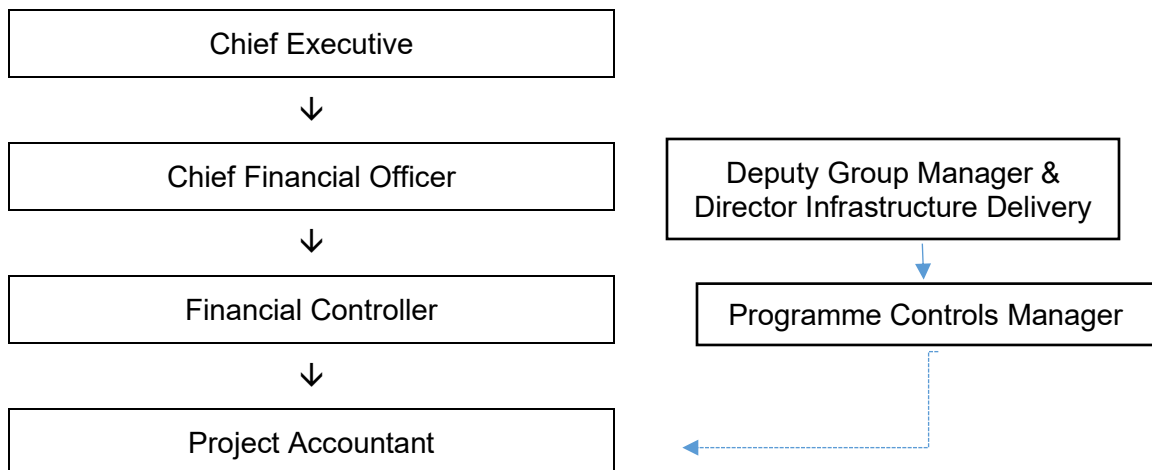 Chief Executive
Chief Financial Officer
Deputy Group Manager &
Director Infrastructure Delivery
Financial Controller
Programme Controls Manager
Project Accountant